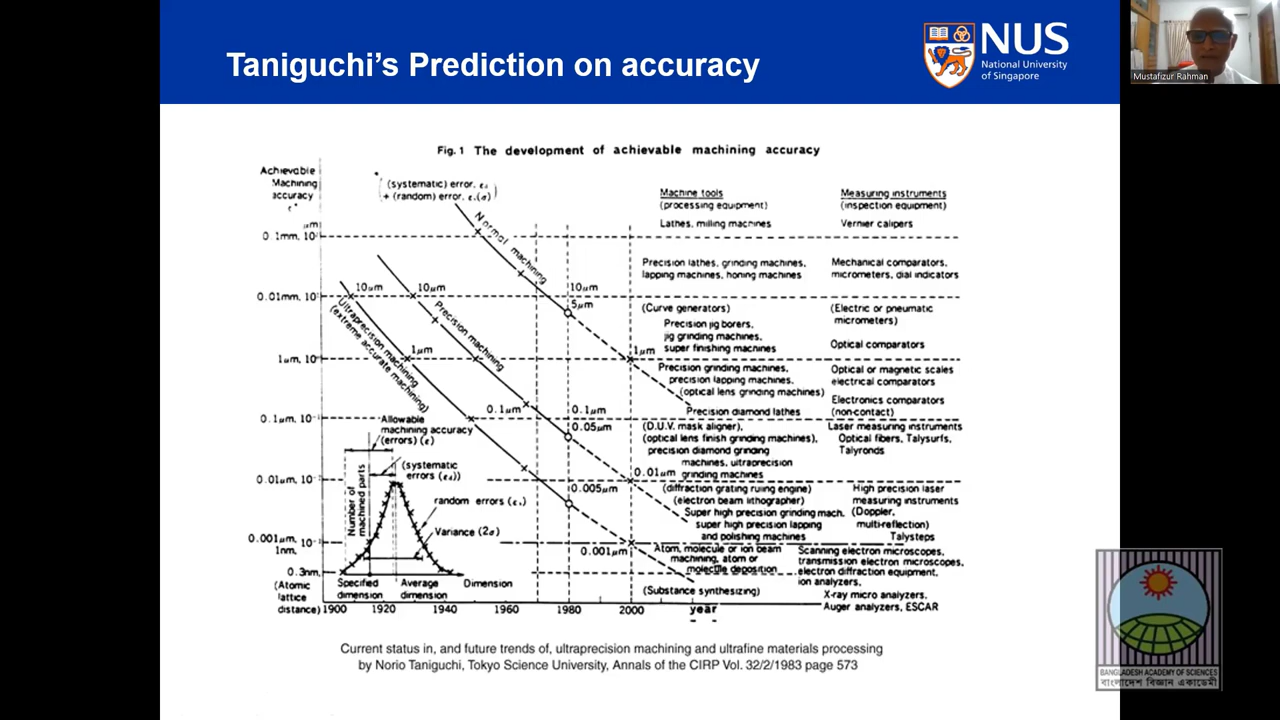 Taniguchi's Prediction on accuracy
NUS
National University
of Singapore
Mustafizur Rahman
Fig. 1 The development of achievable machining accuracy
Achievable
Machining
accuracy
μm
0.1mm, 10²
0.01mm, 10¹
1μm, 10⁰
0.1μm, 10⁻¹
0.01μm, 10⁻²
0.001μm, 10⁻³
1nm,
0.3nm,
(Atomic
lattice
distance)
(systematic) error,
+ (random) error,
Normal machining
Precision machining
Ultraprecision machining
(extreme accurate machining)
10μm
10μm
10μm
5μm
1μm
1μm
0.1μm
0.1μm
0.05μm
0.01μm
0.005μm
0.001μm
Allowable
machining accuracy
(errors) (ε)
(systematic
errors
random errors
Variance (2σ)
Number of
machined parts
Specified
dimension
Average
dimension
Dimension
1900 1920 1940 1960 1980 2000 year
Machine tools
(processing equipment)
Lathes, milling machines
Precision lathes, grinding machines,
lapping machines, honing machines
(Curve generators)
Precision jig borers,
jig grinding machines,
super finishing machines
Precision grinding machines,
precision lapping machines,
(optical lens grinding machines)
Precision diamond lathes
(D.U.V. mask aligner),
(optical lens finish grinding machines),
precision diamond grinding
machines, ultraprecision
grinding machines
(diffraction grating ruling engine)
(electron beam lithographer)
Super high precision grinding mach.
super high precision lapping
and polishing machines
Atom, molecule or ion beam
machining, atom or
molecule deposition
(Substance synthesizing)
Measuring instruments
(inspection equipment)
Vernier calipers
Mechanical comparators,
micrometers, dial indicators
(Electric or pneumatic
micrometers)
Optical comparators
Optical or magnetic scales
electrical comparators
Electronics comparators
(non-contact)
Laser measuring instruments
Optical fibers, Talysurfs,
Talyronds
High precision laser
measuring instruments
(Doppler,
multi-reflection)
Talysteps
Scanning electron microscopes,
transmission electron microscopes,
electron diffraction equipment,
ion analyzers,
X-ray micro analyzers,
Auger analyzers, ESCAR
Current status in, and future trends of, ultraprecision machining and ultrafine materials processing
by Norio Taniguchi, Tokyo Science University, Annals of the CIRP Vol. 32/2/1983 page 573
BANGLADESH ACADEMY OF SCIENCES
বাংলাদেশ বিজ্ঞান একাডেমী